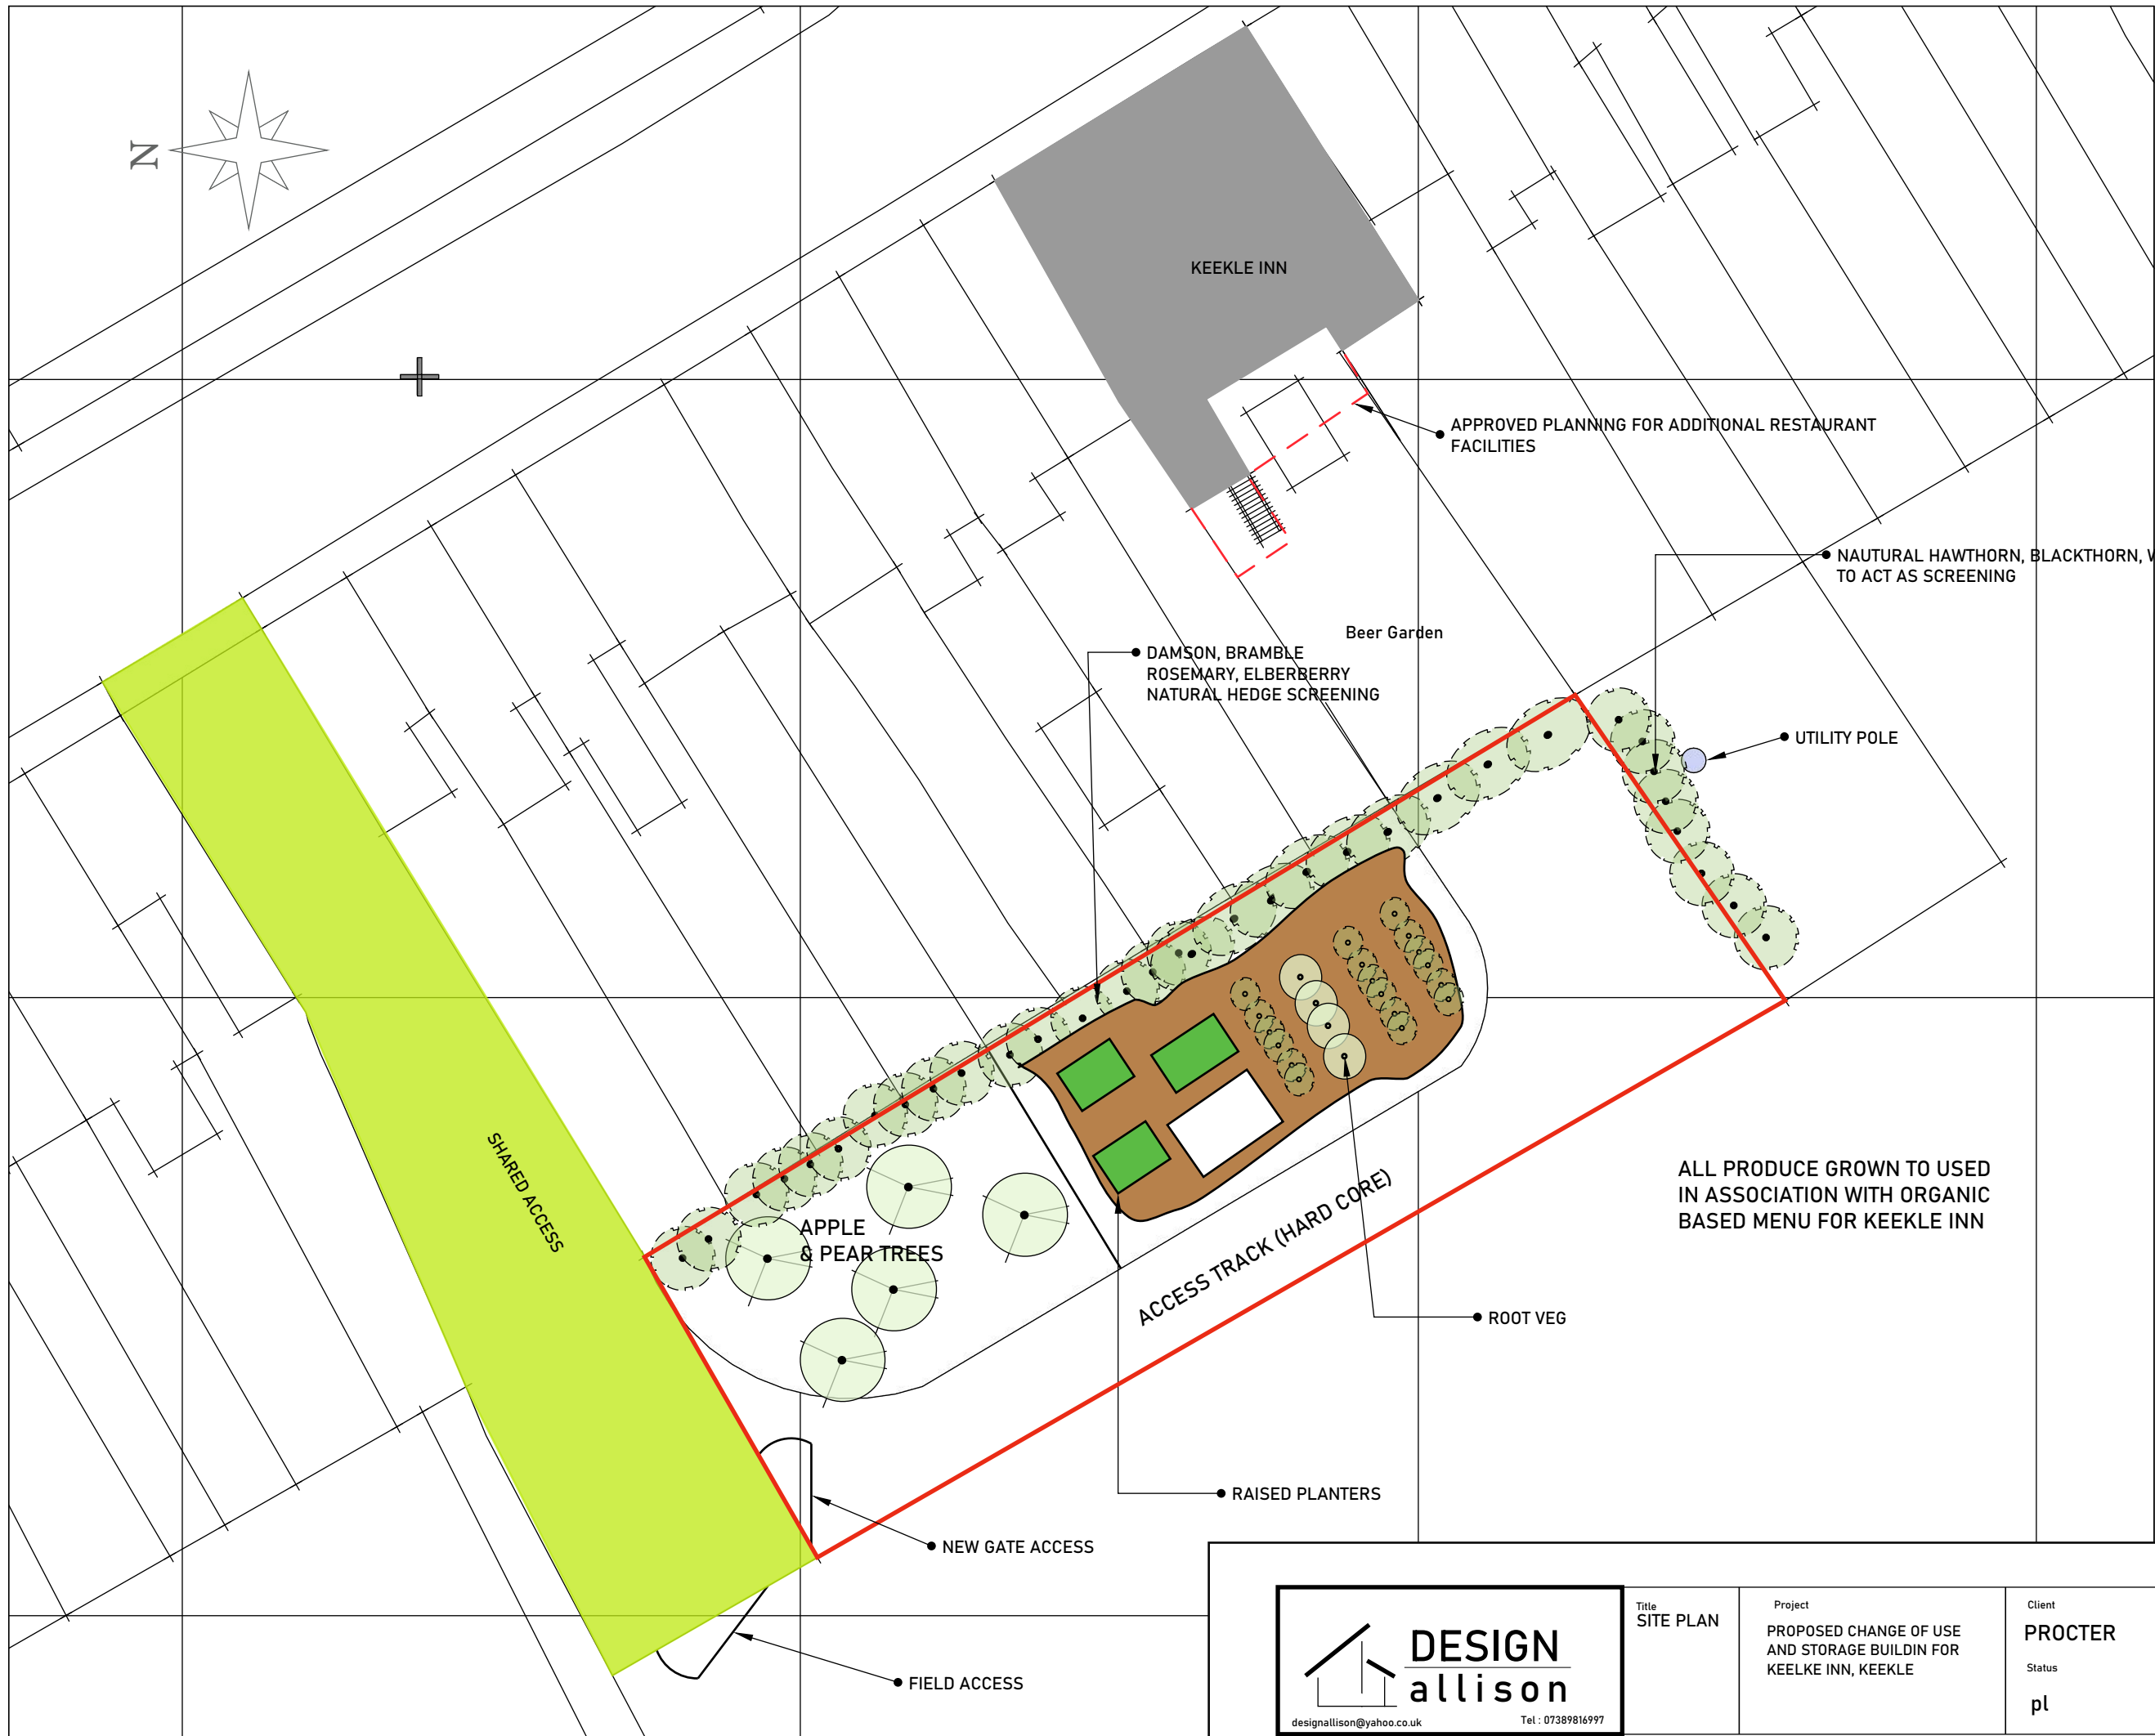 N
KEEKLE INN
APPROVED PLANNING FOR ADDITIONAL RESTAURANT
FACILITIES
NAUTURAL HAWTHORN, BLACKTHORN,
TO ACT AS SCREENING
Beer Garden
DAMSON, BRAMBLE
ROSEMARY, ELBERBERRY
NATURAL HEDGE SCREENING
UTILITY POLE
SHARED ACCESS
APPLE
& PEAR TREES
ACCESS TRACK (HARD CORE)
ALL PRODUCE GROWN TO USED
IN ASSOCIATION WITH ORGANIC
BASED MENU FOR KEEKLE INN
ROOT VEG
RAISED PLANTERS
NEW GATE ACCESS
FIELD ACCESS
DESIGN
allison
designallison@yahoo.co.uk
Tel : 07389816997
Title
SITE PLAN
Project
PROPOSED CHANGE OF USE
AND STORAGE BUILDIN FOR
KEELKE INN, KEEKLE
Client
PROCTER
Status
pl